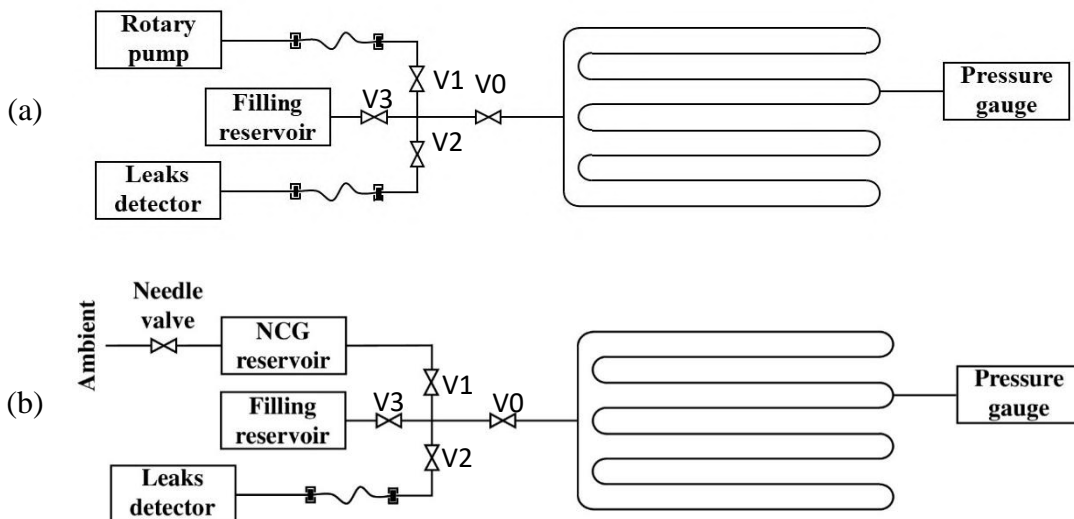 (a)
Rotary
pump
V1
V0
Filling
reservoir
V3
V2
Leaks
detector
Pressure
gauge
(b)
Ambient
Needle
valve
NCG
reservoir
V1
V0
Filling
reservoir
V3
V2
Leaks
detector
Pressure
gauge